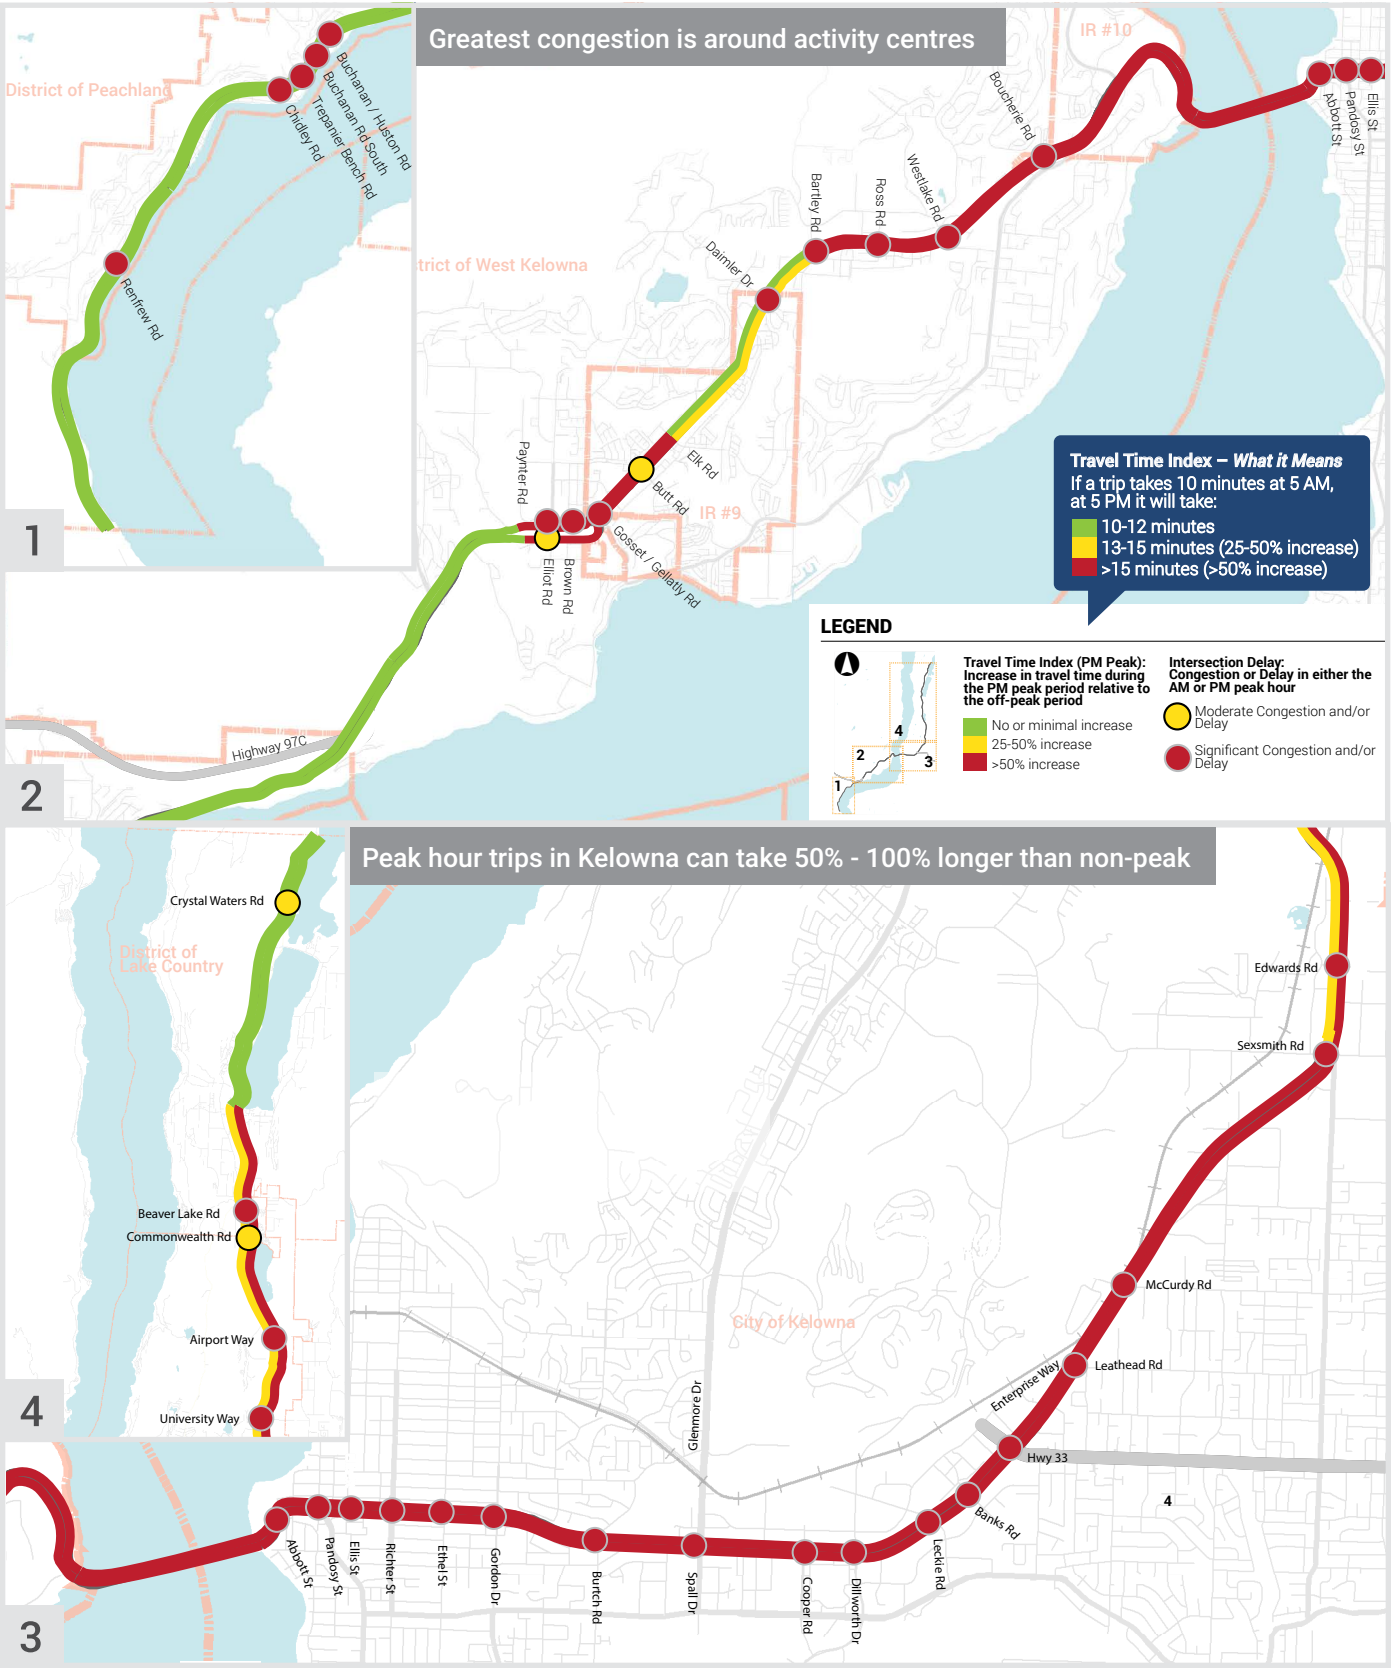 Greatest congestion is around activity centres
District of Peachland
Buchanan / Huston Rd
Buchanan Rd South
Trepanier Bench Rd
Chidley Rd
Renfrew Rd
1
IR #10
Boucherie Rd
Abbott St
Pandosy St
Ellis St
Westlake Rd
Ross Rd
Bartley Rd
Daimler Dr
trict of West Kelowna
Paynter Rd
Elk Rd
Butt Rd
IR #9
Gosset / Gellatly Rd
Elliot Rd
Brown Rd
Highway 97C
2
Travel Time Index – What it Means
If a trip takes 10 minutes at 5 AM,
at 5 PM it will take:
10-12 minutes
13-15 minutes (25-50% increase)
>15 minutes (>50% increase)
LEGEND
4
2
3
1
Travel Time Index (PM Peak):
Increase in travel time during
the PM peak period relative to
the off-peak period
No or minimal increase
25-50% increase
>50% increase
Intersection Delay:
Congestion or Delay in either the
AM or PM peak hour
Moderate Congestion and/or
Delay
Significant Congestion and/or
Delay
Crystal Waters Rd
District of
Lake Country
Beaver Lake Rd
Commonwealth Rd
Airport Way
University Way
4
Peak hour trips in Kelowna can take 50% - 100% longer than non-peak
Edwards Rd
Sexsmith Rd
McCurdy Rd
City of Kelowna
Leathead Rd
Enterprise Way
Glenmore Dr
Hwy 33
4
Banks Rd
Leckie Rd
Dillworth Dr
Cooper Rd
Spall Dr
Burtch Rd
Gordon Dr
Ethel St
Richter St
Ellis St
Pandosy St
Abbott St
3